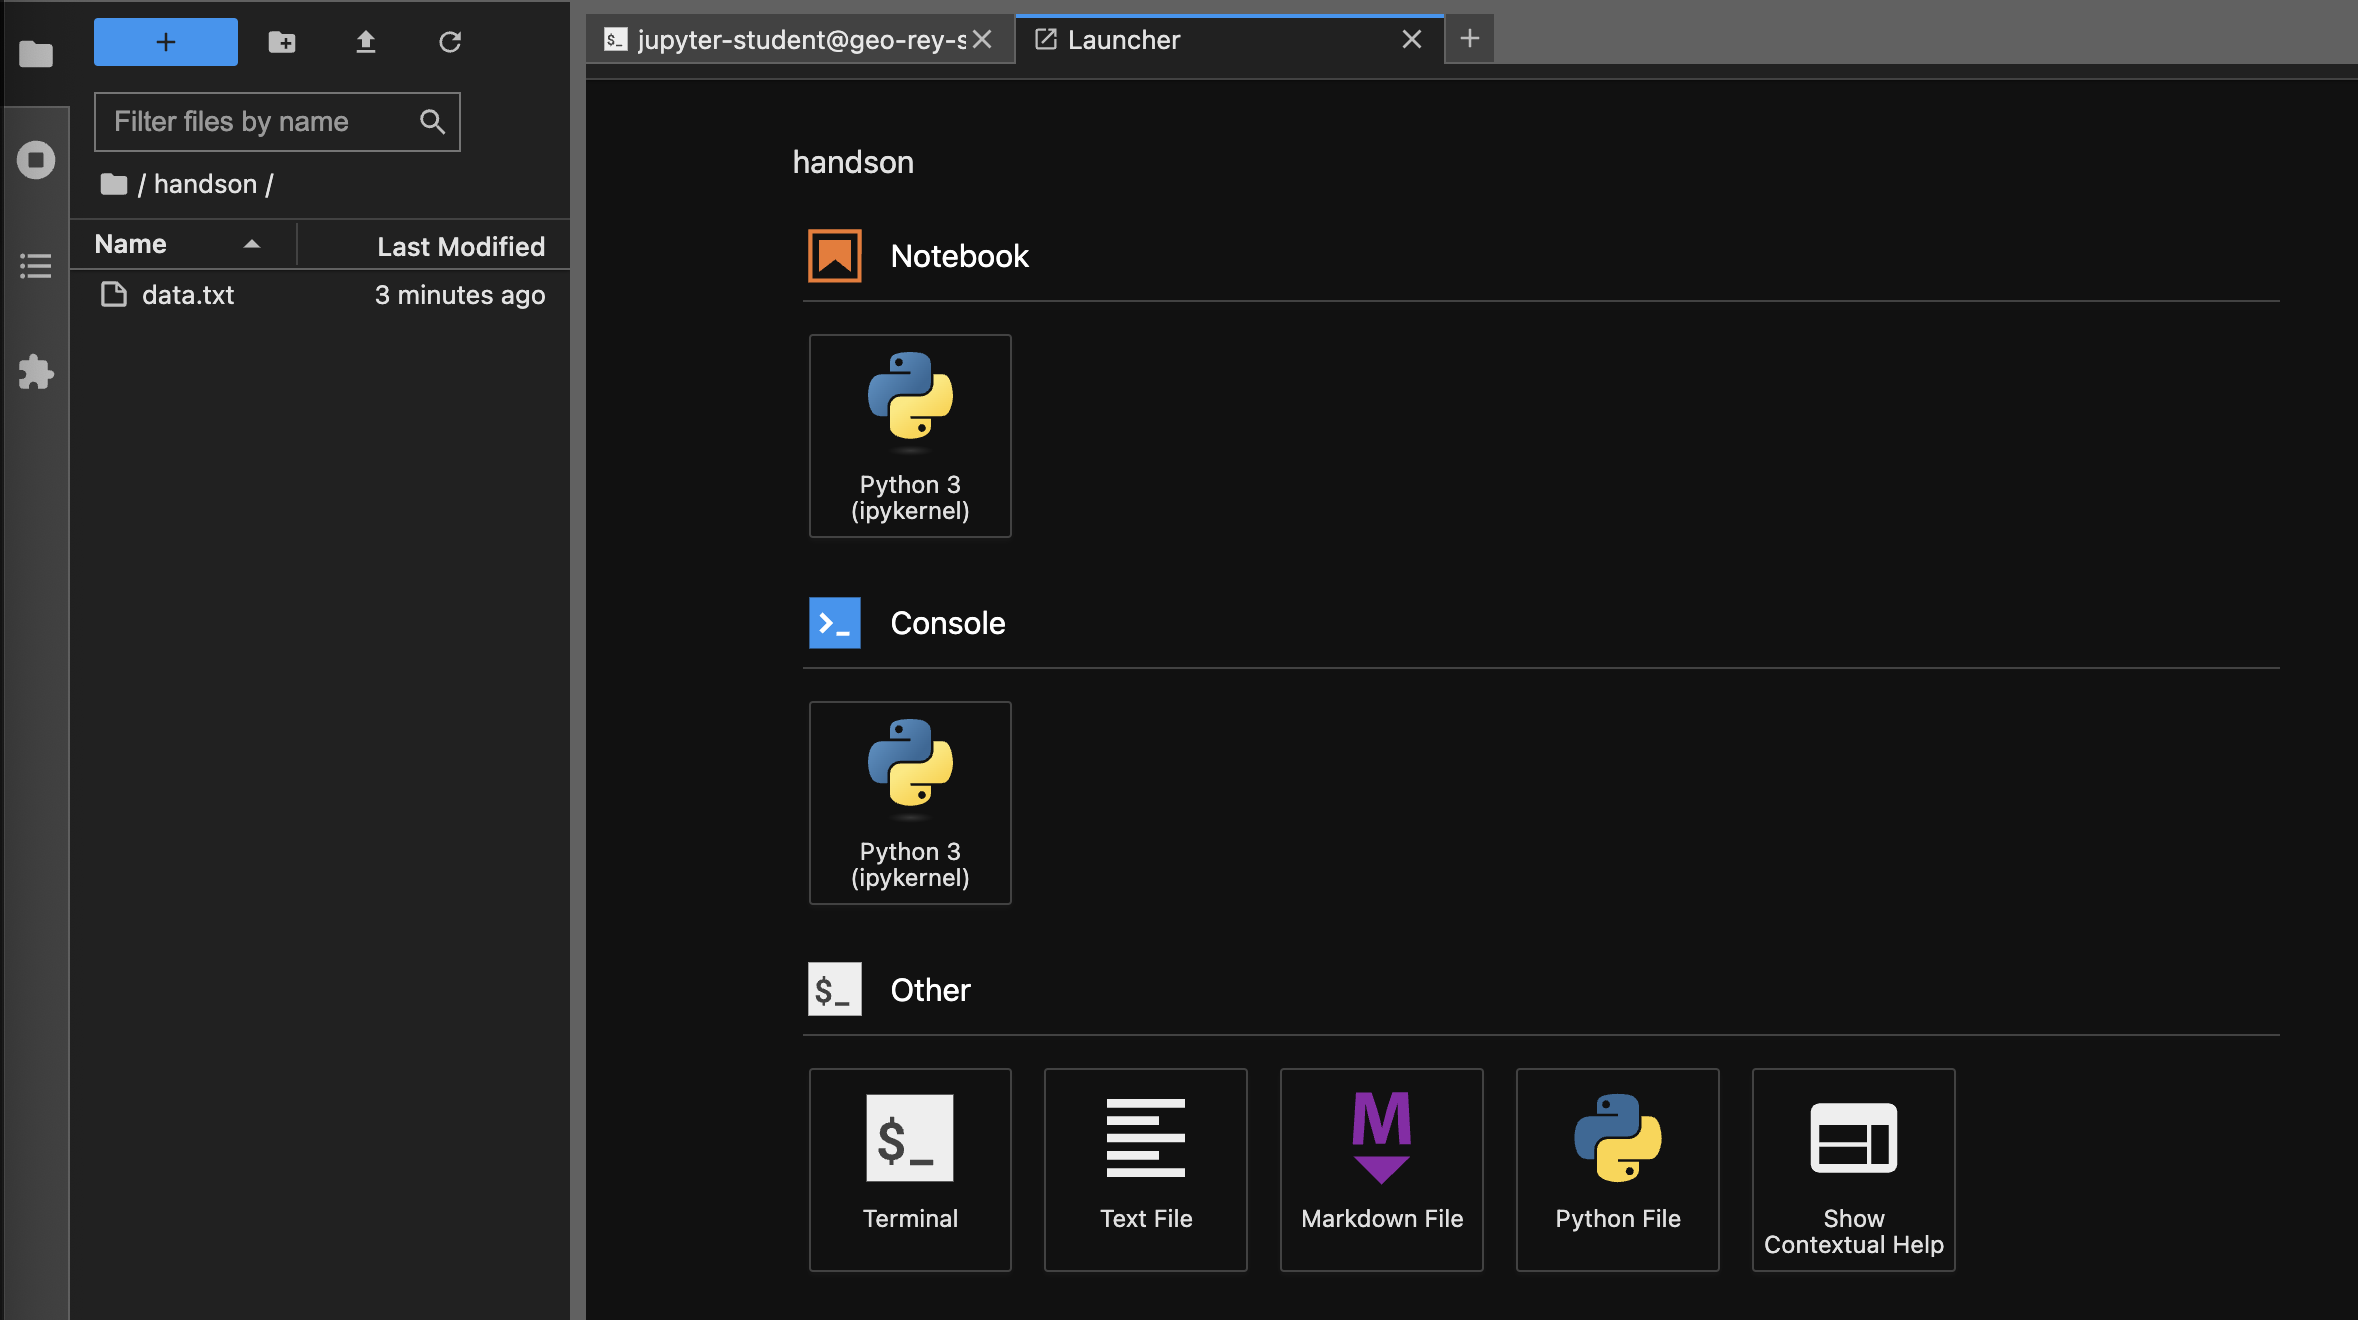 jupyter-student@geo-rey-s
Launcher
Filter files by name
/ handson /
Name
Last Modified
data.txt
3 minutes ago
handson
Notebook
Python 3
(ipykernel)
Console
Python 3
(ipykernel)
$_
Other
$_
Terminal
Text File
M
Markdown File
Python File
Show
Contextual Help